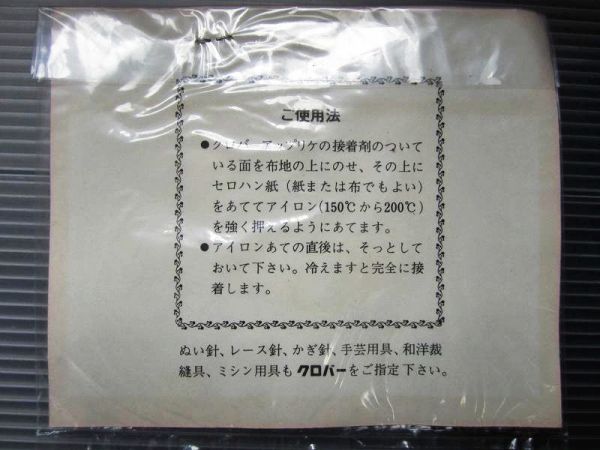 ご使用法
●クロバーアップリケの接着剤のついて
いる面を布地の上にのせ、その上に
セロハン紙（紙または布でもよい）
をあててアイロン(150℃から200℃)
を強く押えるようにあてます。
●アイロンあての直後は、そっとして
おいて下さい。冷えますと完全に接
着します。
ぬい針、レース針、かぎ針、手芸用具、和洋裁
縫具、ミシン用具もクロバーをご指定下さい。